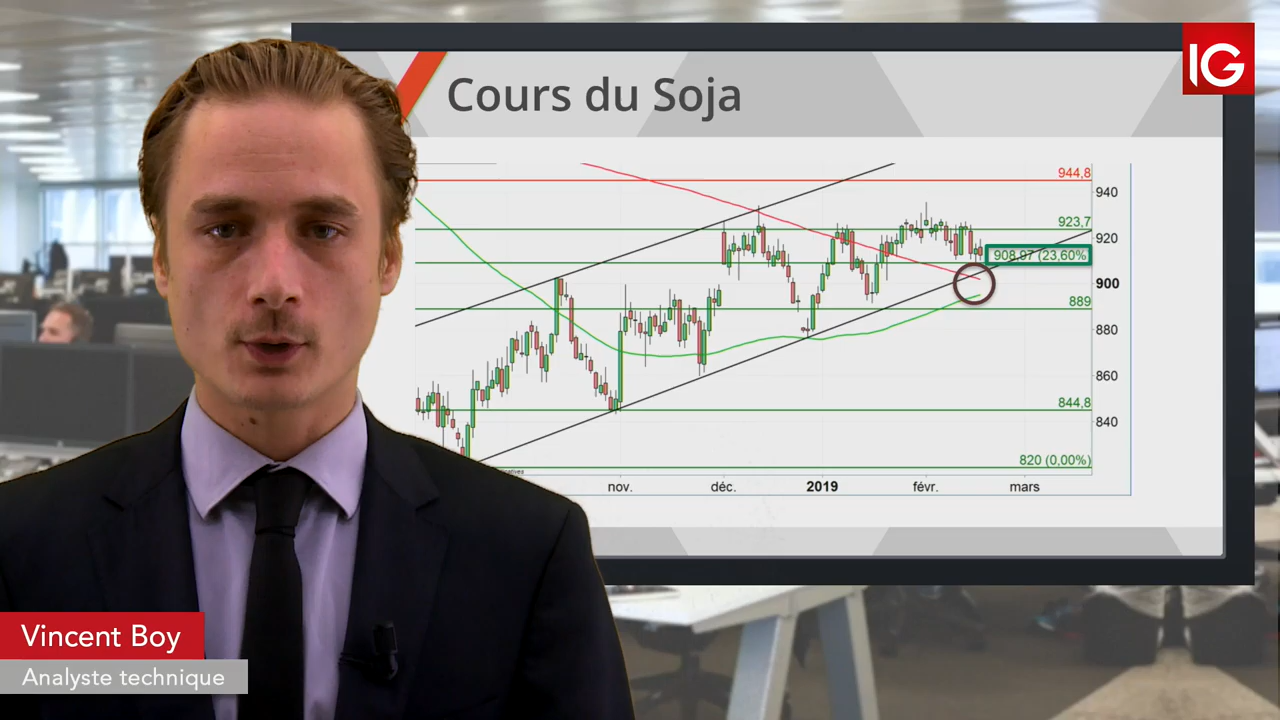 IG
Cours du Soja
944,8
940
923,7
920
908,97 (23,60%)
900
889
880
860
844,8
840
820 (0,00%)
nov.
déc.
2019
févr.
mars
Vincent Boy
Analyste technique